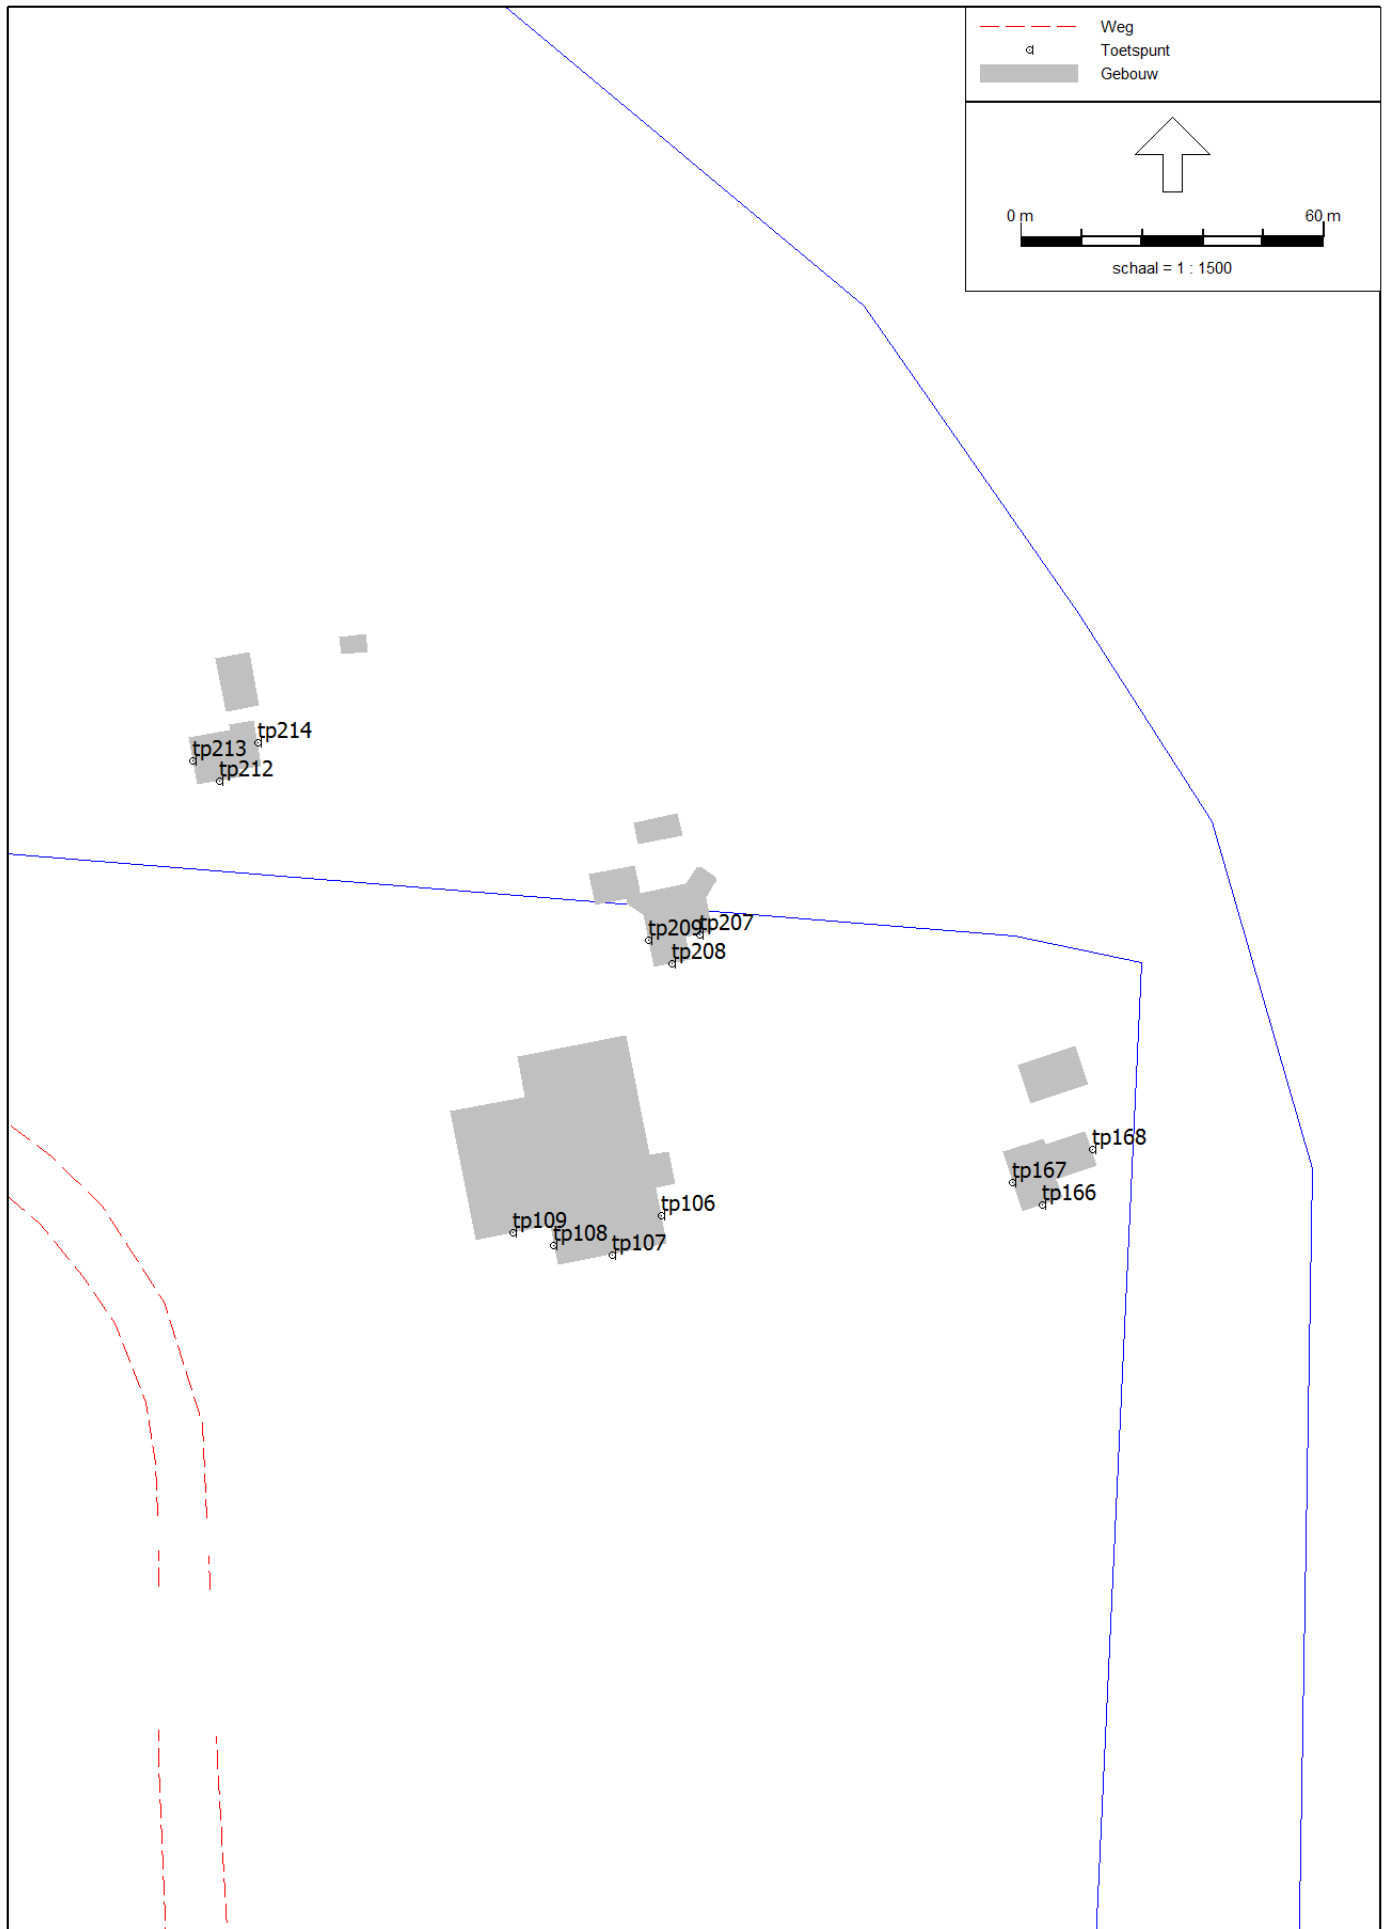 Weg
Toetspunt
Gebouw
0 m 60 m
schaal = 1 : 1500
tp214
tp213
tp212
tp207
tp209
tp208
tp168
tp167
tp166
tp106
tp109
tp108
tp107